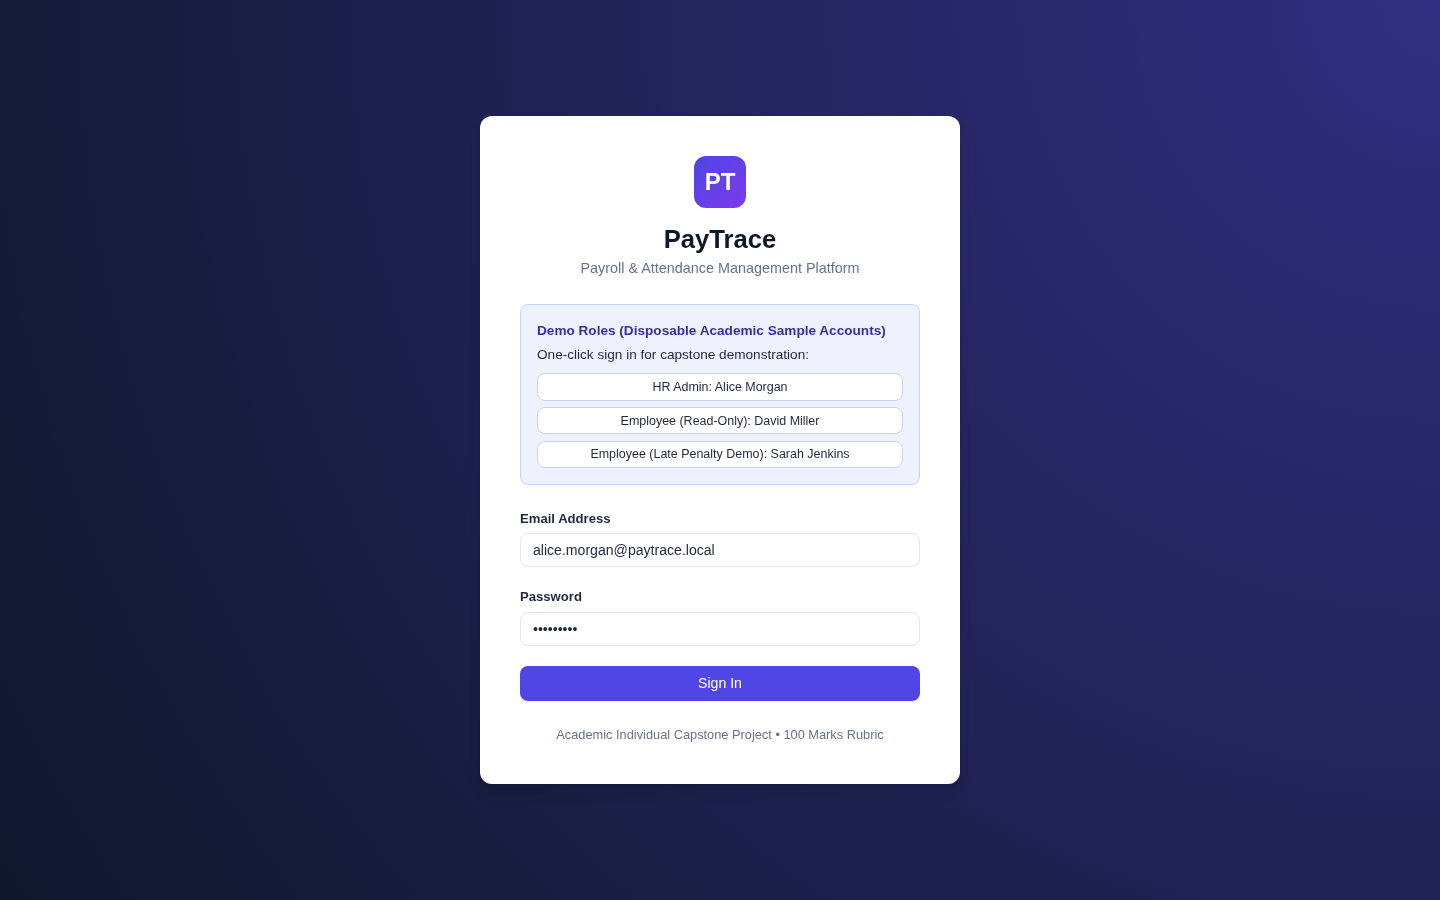 PT
PayTrace
Payroll & Attendance Management Platform
Demo Roles (Disposable Academic Sample Accounts)
One-click sign in for capstone demonstration:
HR Admin: Alice Morgan
Employee (Read-Only): David Miller
Employee (Late Penalty Demo): Sarah Jenkins
Email Address
alice.morgan@paytrace.local
Password
•••••••••
Sign In
Academic Individual Capstone Project • 100 Marks Rubric